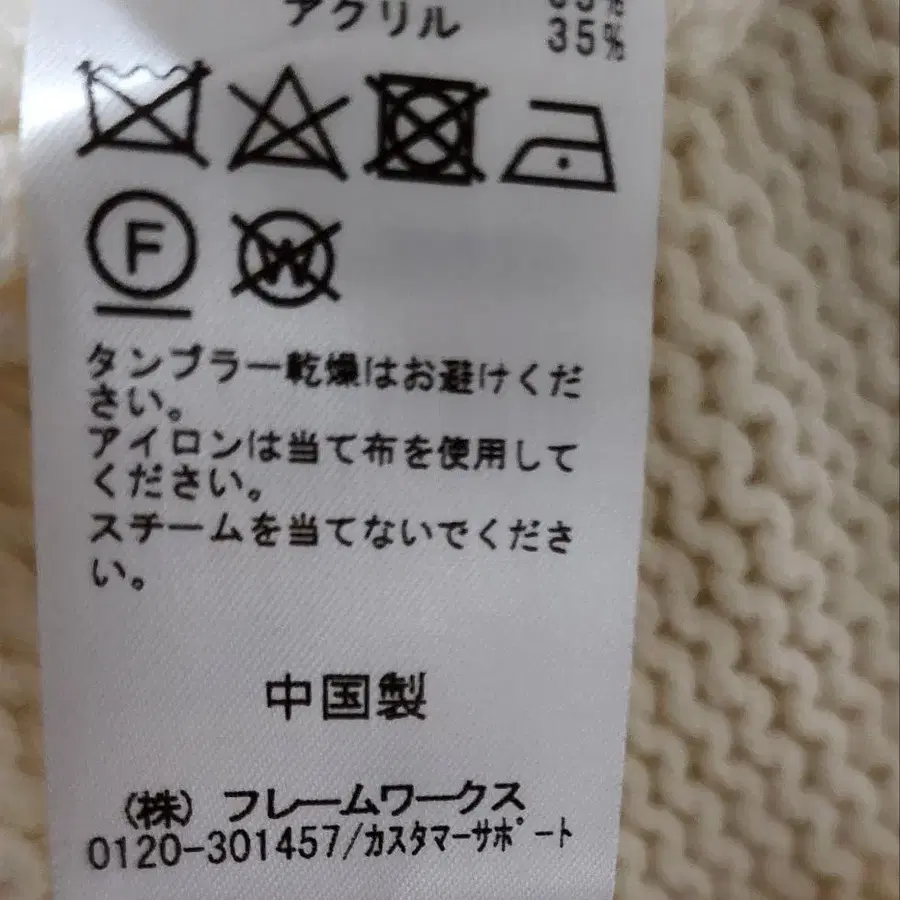 アクリル 35%
F
W
タンブラー乾燥はお避けくだ
さい。
アイロンは当て布を使用して
ください。
スチームを当てないでくださ
い。
中国製
(株) フレームワークス
0120-301457/カスタマーサポート